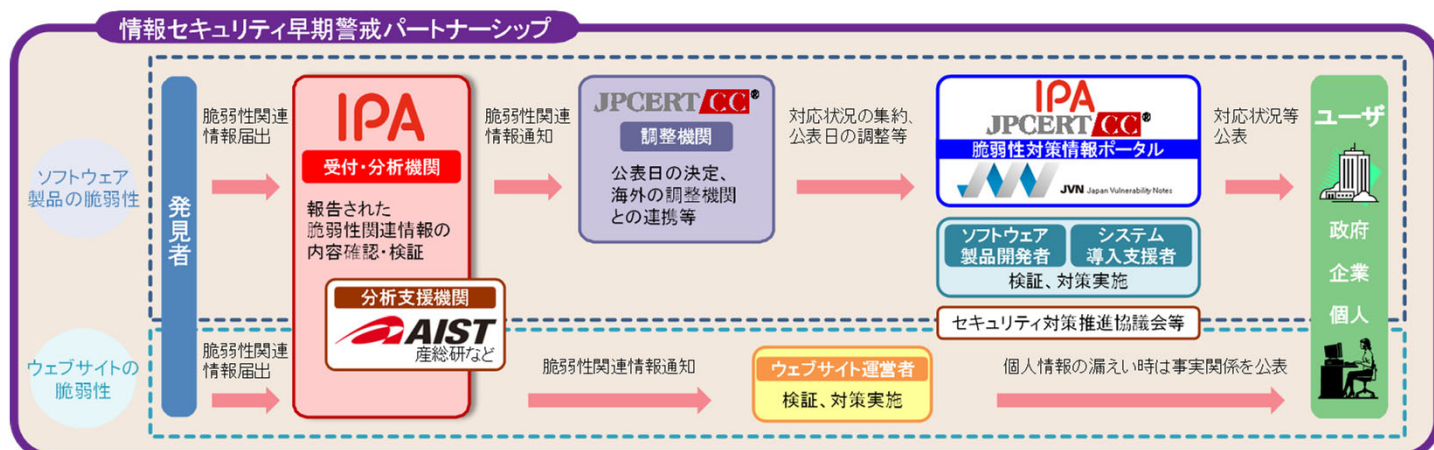 情報セキュリティ早期警戒パートナーシップ
ソフトウェア
製品の脆弱性
発見者
脆弱性関連
情報届出
IPA
受付・分析機関
報告された
脆弱性関連情報の
内容確認・検証
分析支援機関
AIST
産総研など
脆弱性関連
情報通知
JPCERT CC®
調整機関
公表日の決定、
海外の調整機関
との連携等
対応状況の集約、
公表日の調整等
IPA
JPCERT CC®
脆弱性対策情報ポータル
JVN Japan Vulnerability Notes
ソフトウェア
製品開発者
システム
導入支援者
検証、対策実施
セキュリティ対策推進協議会等
対応状況等
公表
ユーザ
政府
企業
個人
ウェブサイトの
脆弱性
脆弱性関連
情報届出
脆弱性関連情報通知
ウェブサイト運営者
検証、対策実施
個人情報の漏えい時は事実関係を公表